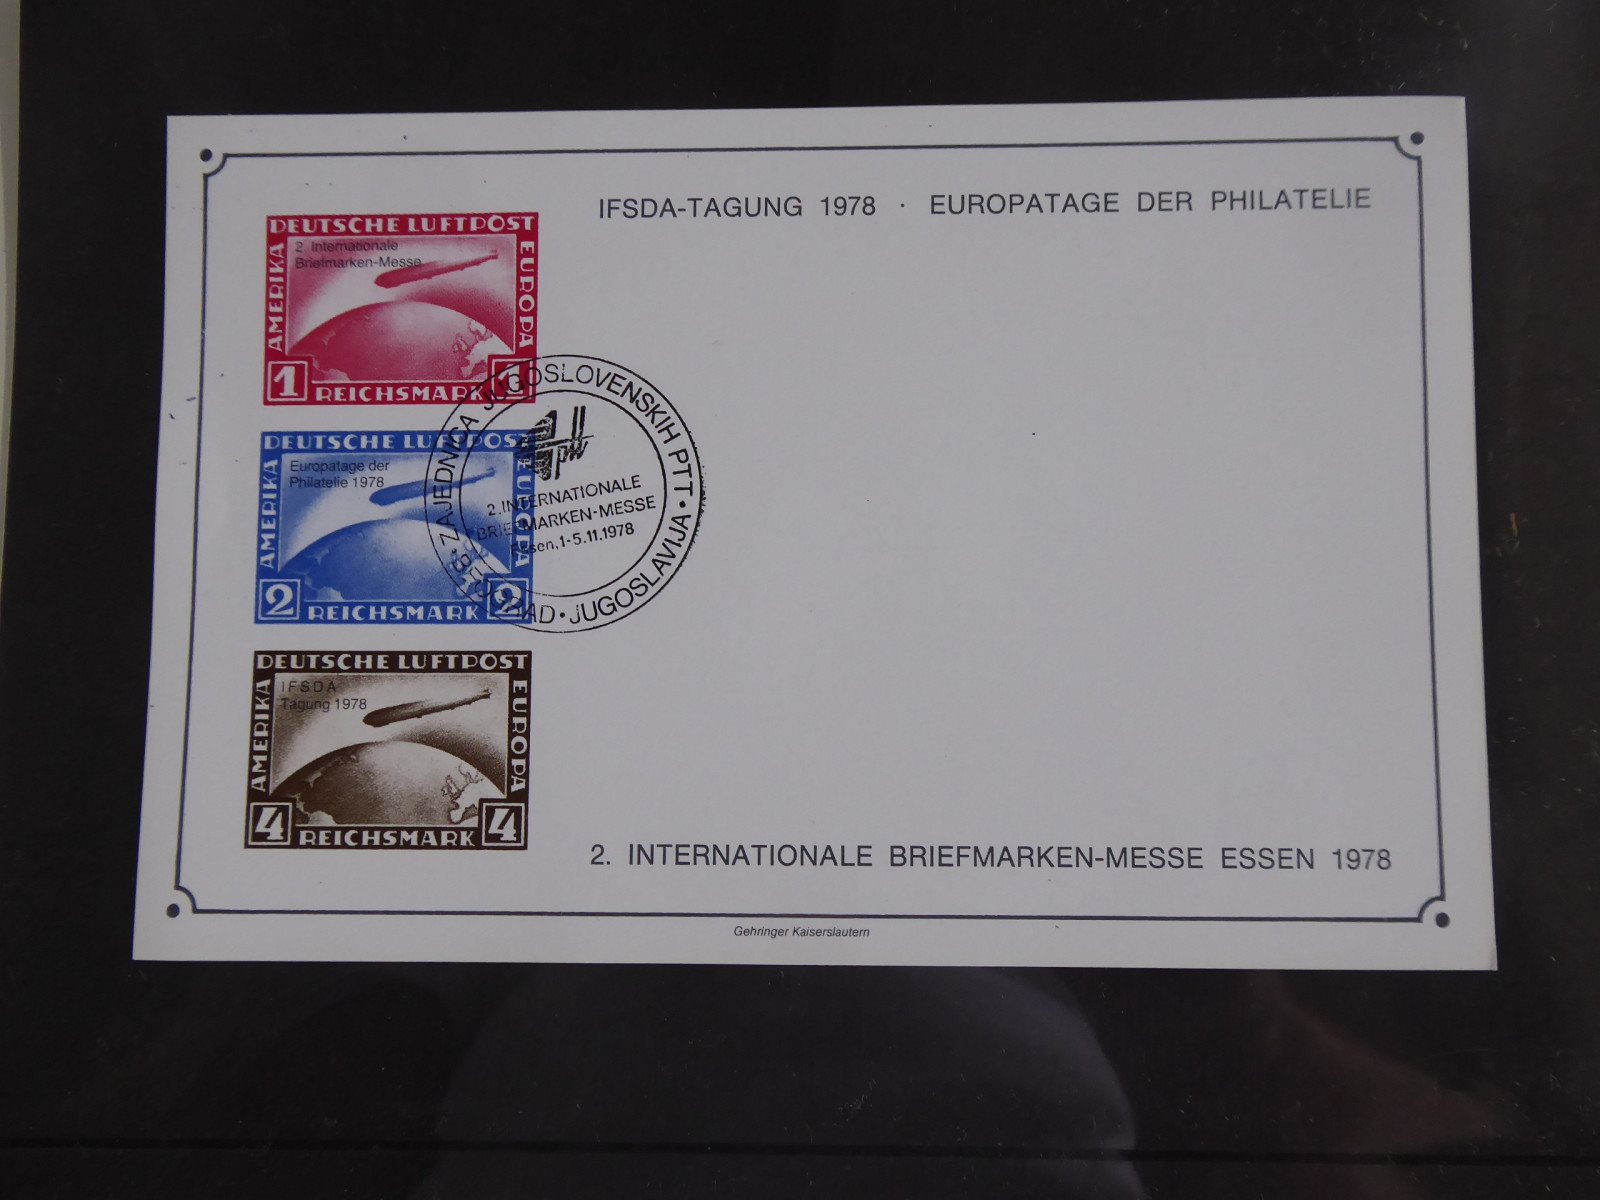 IFSDA-TAGUNG 1978 · EUROPATAGE DER PHILATELIE
DEUTSCHE LUFTPOST
AMERIKA
EUROPA
2. Internationale
Briefmarken-Messe
1 REICHSMARK 1
DEUTSCHE LUFTPOST
AMERIKA
EUROPA
Europatage der
Philatelie 1978
2 REICHSMARK 2
ZAJEDNICA JUGOSLOVENSKIH PTT · BEOGRAD · JUGOSLAVIJA ·
2.INTERNATIONALE
BRIEFMARKEN-MESSE
Essen,1-5.11.1978
DEUTSCHE LUFTPOST
AMERIKA
EUROPA
IFSDA
Tagung 1978
4 REICHSMARK 4
2. INTERNATIONALE BRIEFMARKEN-MESSE ESSEN 1978
Gehringer Kaiserslautern